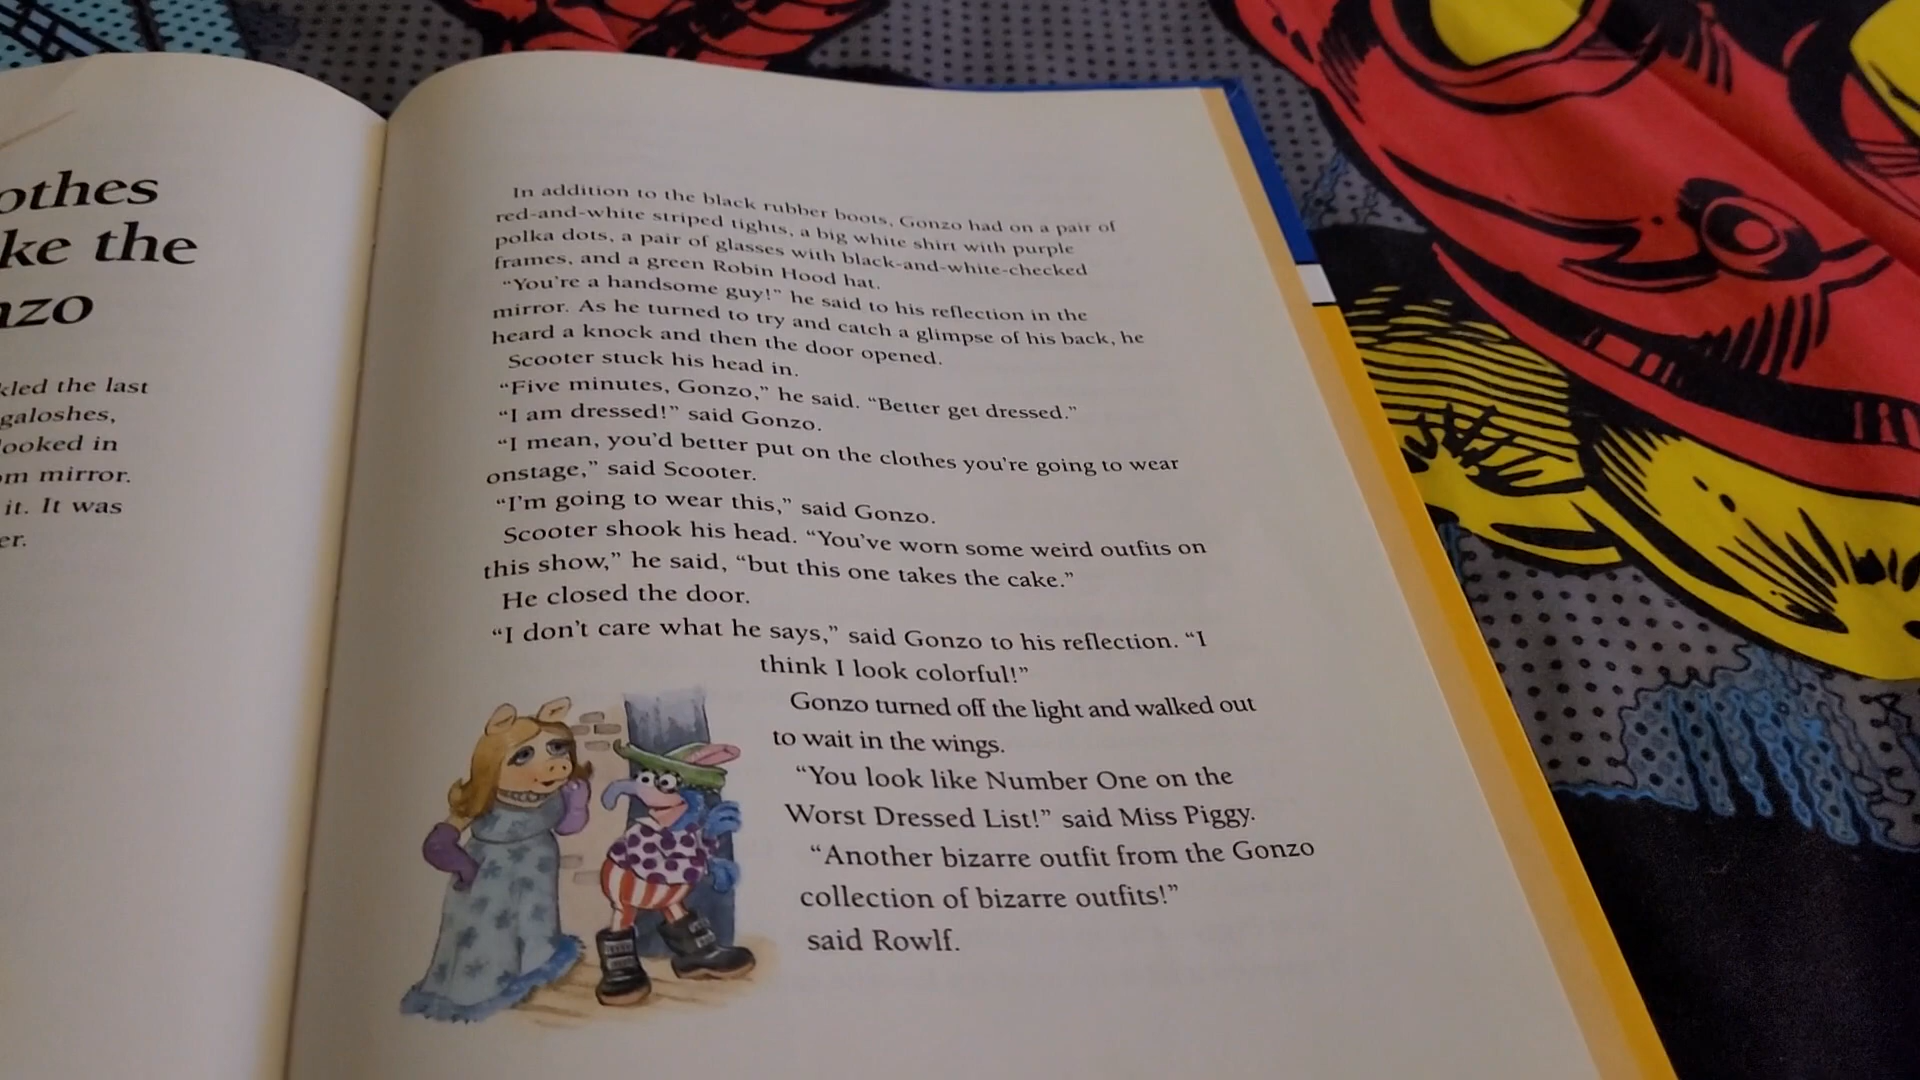 othes
ke the
nzo
kled the last
galoshes,
ooked in
om mirror.
it. It was
er.
In addition to the black rubber boots, Gonzo had on a pair of
red-and-white striped tights, a big white shirt with purple
polka dots, a pair of glasses with black-and-white-checked
frames, and a green Robin Hood hat.
“You're a handsome guy!” he said to his reflection in the
mirror. As he turned to try and catch a glimpse of his back, he
heard a knock and then the door opened.
Scooter stuck his head in.
“Five minutes, Gonzo,” he said. “Better get dressed.”
“I am dressed!” said Gonzo.
“I mean, you'd better put on the clothes you're going to wear
onstage,” said Scooter.
“I'm going to wear this,” said Gonzo.
Scooter shook his head. “You've worn some weird outfits on
this show,” he said, “but this one takes the cake.”
He closed the door.
“I don't care what he says,” said Gonzo to his reflection. “I
think I look colorful!”
Gonzo turned off the light and walked out
to wait in the wings.
“You look like Number One on the
Worst Dressed List!” said Miss Piggy.
“Another bizarre outfit from the Gonzo
collection of bizarre outfits!”
said Rowlf.